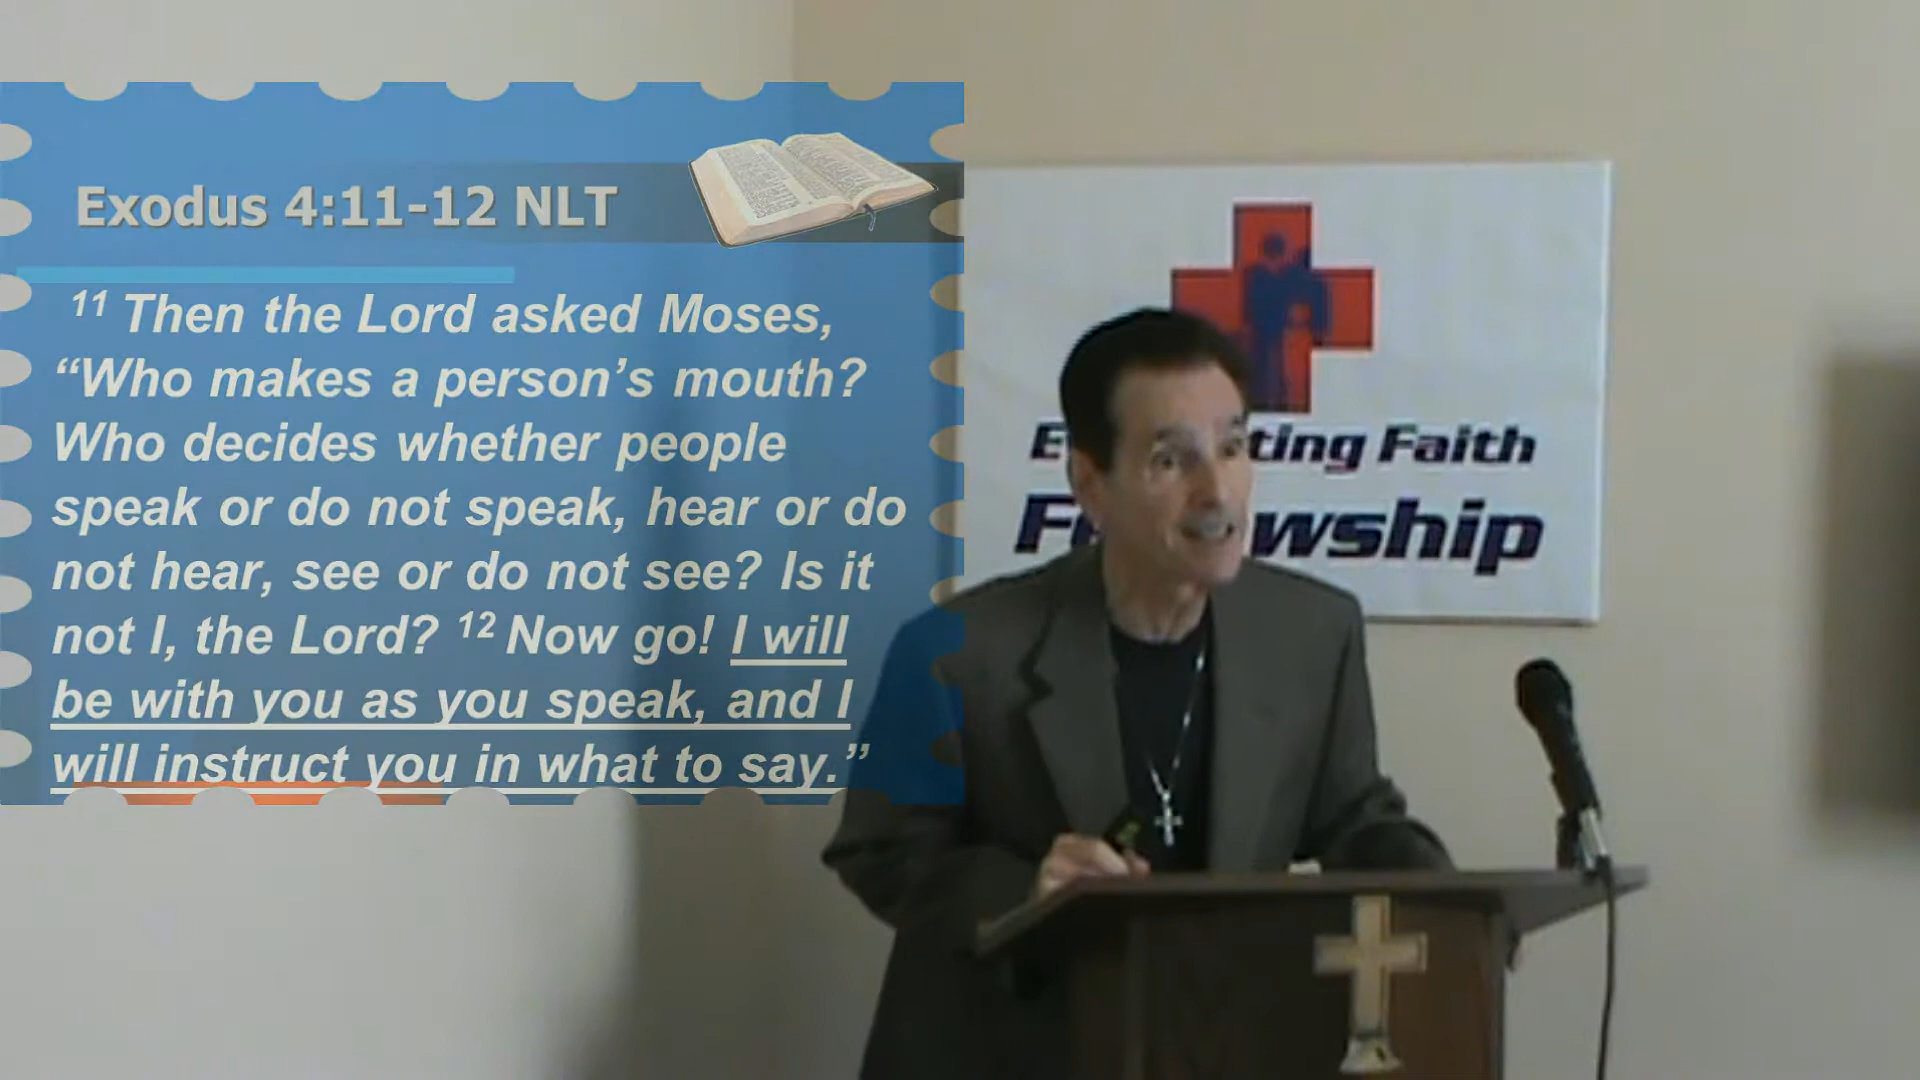 Exodus 4:11-12 NLT
11 Then the Lord asked Moses,
“Who makes a person’s mouth?
Who decides whether people
speak or do not speak, hear or do
not hear, see or do not see? Is it
not I, the Lord? 12 Now go! I will
be with you as you speak, and I
will instruct you in what to say.”
Faith